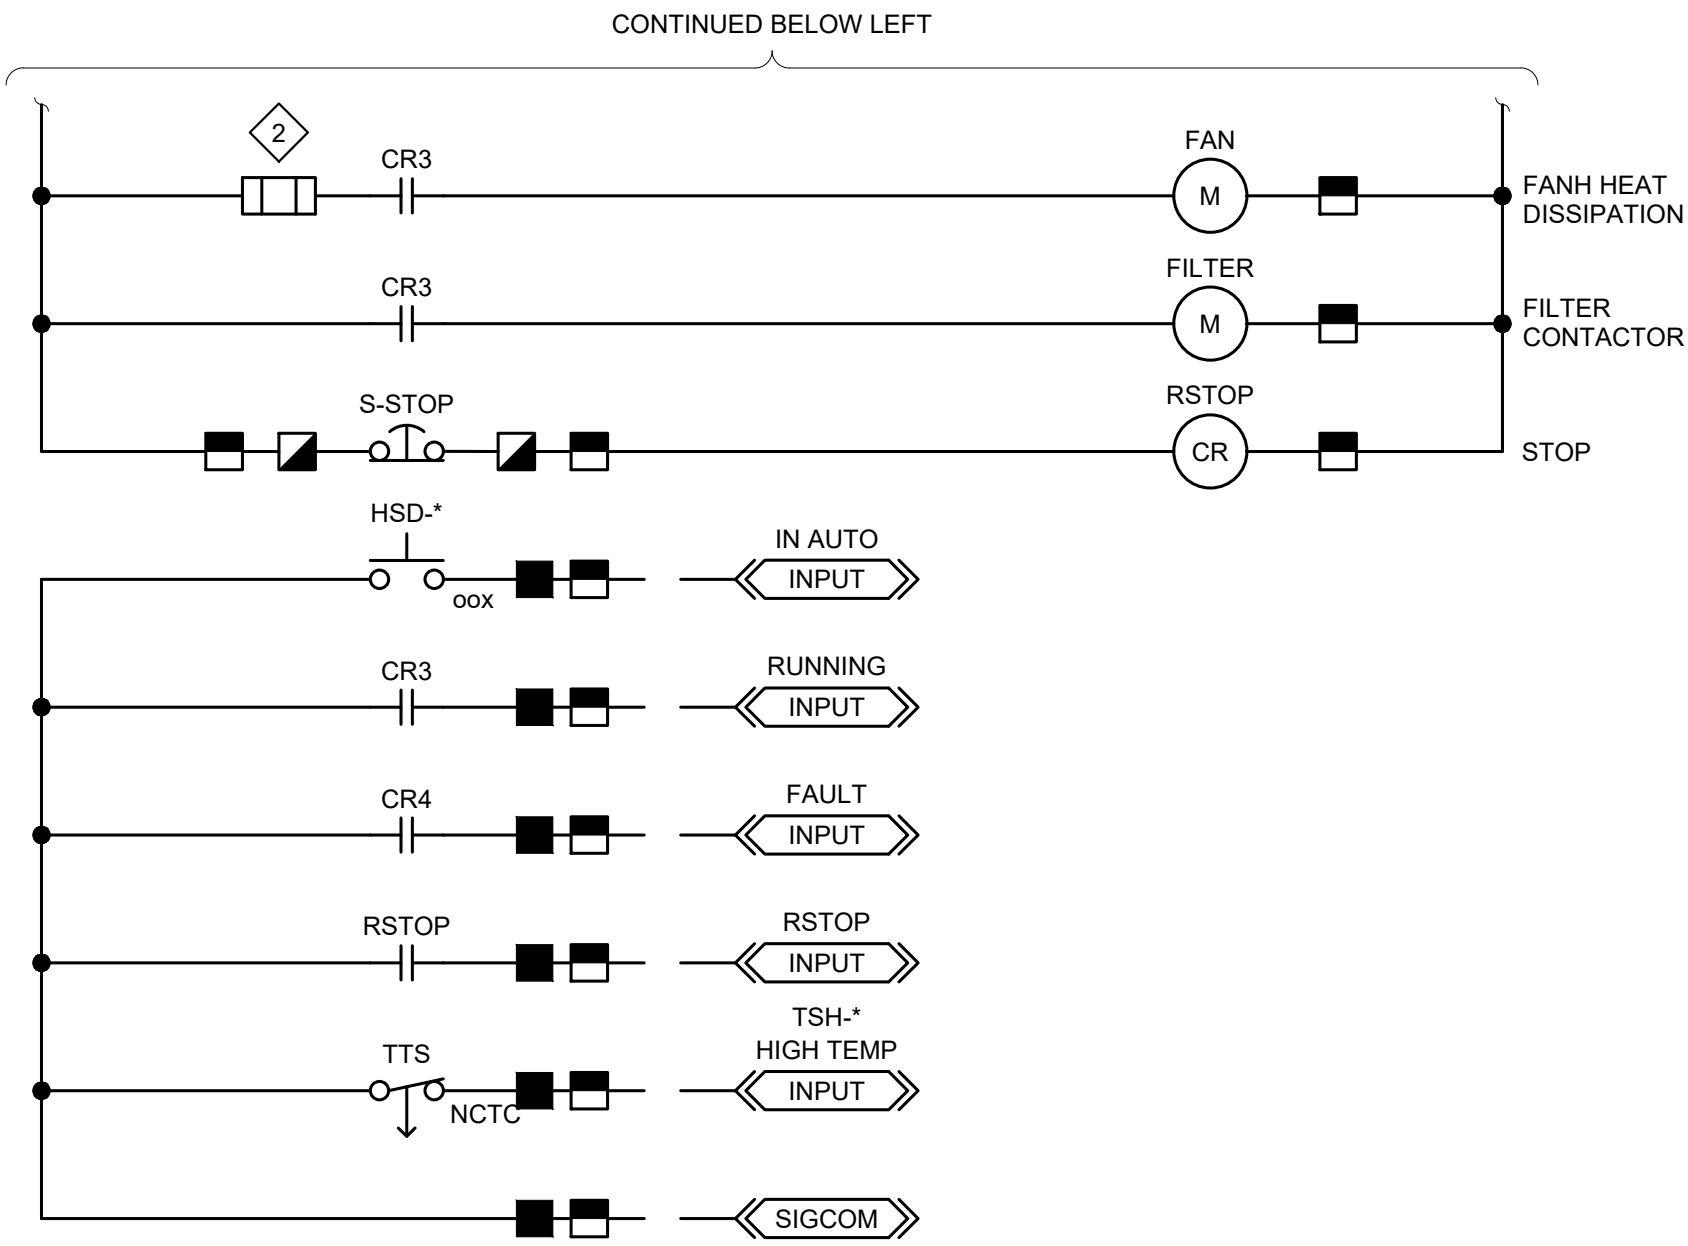 CONTINUED BELOW LEFT
2
CR3
FAN
M
FANH HEAT
DISSIPATION
CR3
FILTER
M
FILTER
CONTACTOR
S-STOP
RSTOP
CR
STOP
HSD-*
oox
IN AUTO
INPUT
CR3
RUNNING
INPUT
CR4
FAULT
INPUT
RSTOP
RSTOP
INPUT
TTS
NCTC
TSH-*
HIGH TEMP
INPUT
SIGCOM